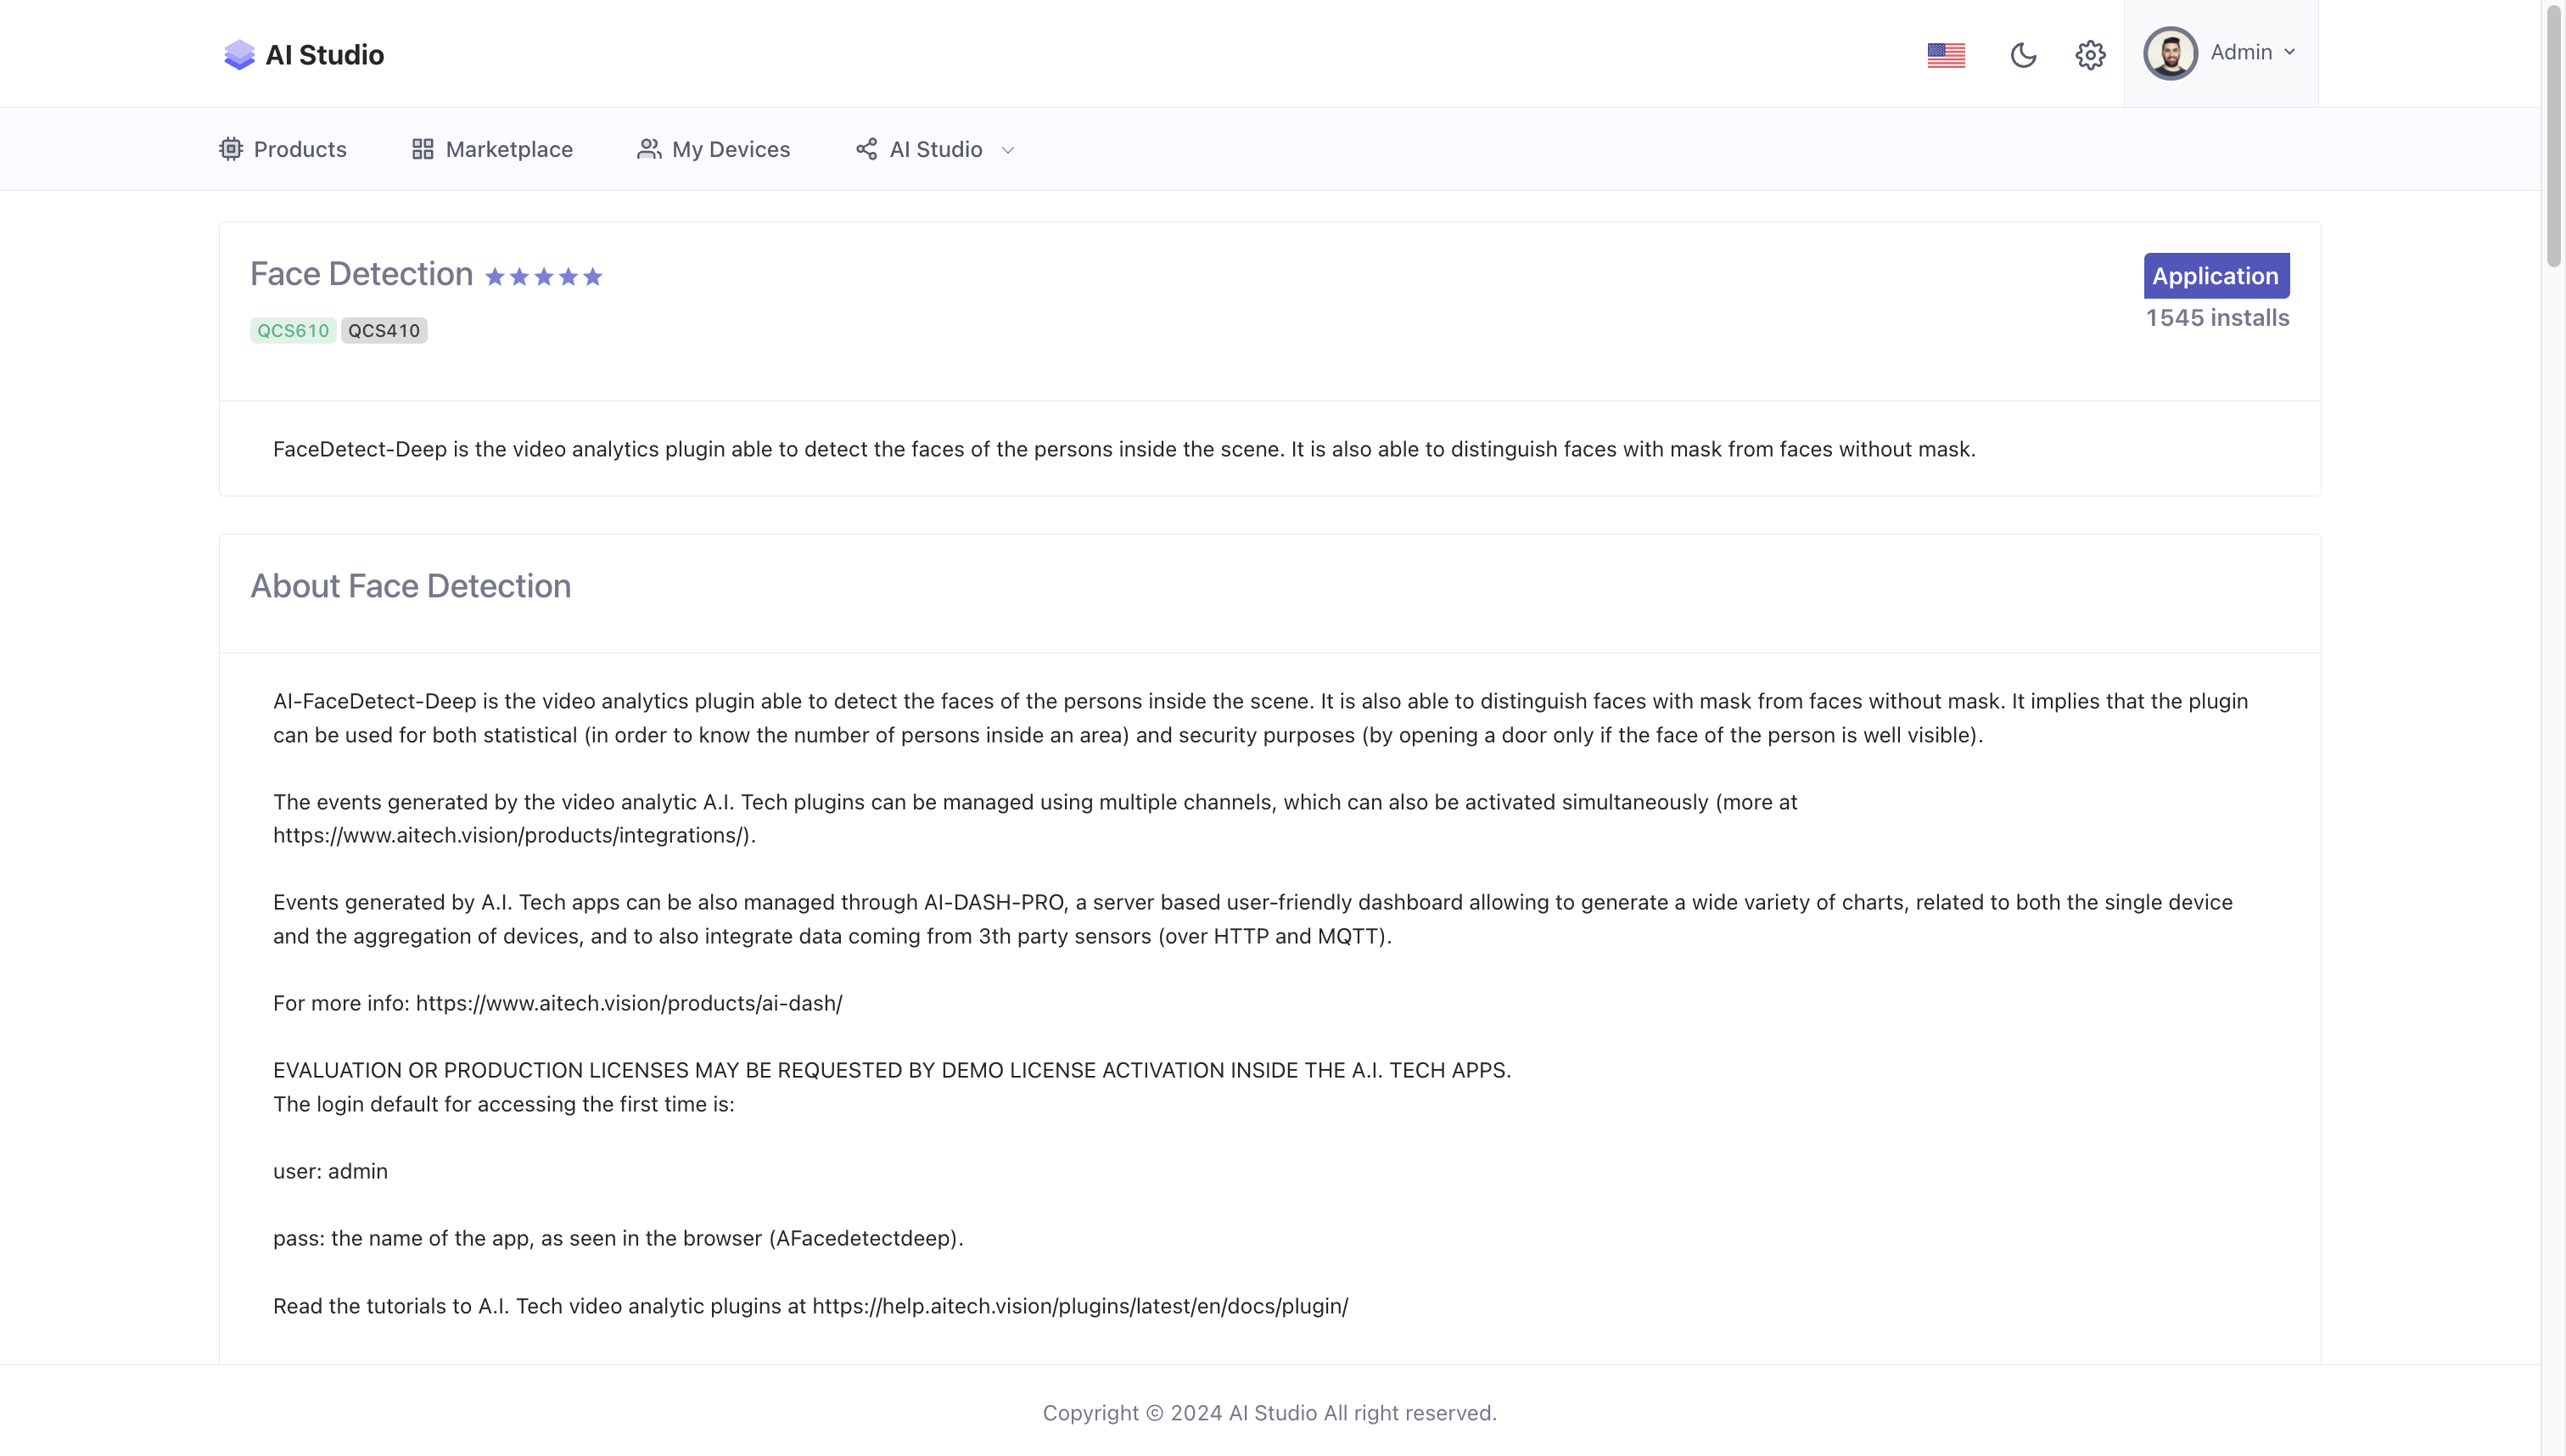 AI Studio
Admin
Products
Marketplace
My Devices
AI Studio
Face Detection
Application
1545 installs
QCS610
QCS410
FaceDetect-Deep is the video analytics plugin able to detect the faces of the persons inside the scene. It is also able to distinguish faces with mask from faces without mask.
About Face Detection
AI-FaceDetect-Deep is the video analytics plugin able to detect the faces of the persons inside the scene. It is also able to distinguish faces with mask from faces without mask. It implies that the plugin
can be used for both statistical (in order to know the number of persons inside an area) and security purposes (by opening a door only if the face of the person is well visible).
The events generated by the video analytic A.I. Tech plugins can be managed using multiple channels, which can also be activated simultaneously (more at
https://www.aitech.vision/products/integrations/).
Events generated by A.I. Tech apps can be also managed through AI-DASH-PRO, a server based user-friendly dashboard allowing to generate a wide variety of charts, related to both the single device
and the aggregation of devices, and to also integrate data coming from 3th party sensors (over HTTP and MQTT).
For more info: https://www.aitech.vision/products/ai-dash/
EVALUATION OR PRODUCTION LICENSES MAY BE REQUESTED BY DEMO LICENSE ACTIVATION INSIDE THE A.I. TECH APPS.
The login default for accessing the first time is:
user: admin
pass: the name of the app, as seen in the browser (AFacedetectdeep).
Read the tutorials to A.I. Tech video analytic plugins at https://help.aitech.vision/plugins/latest/en/docs/plugin/
Copyright © 2024 AI Studio All right reserved.